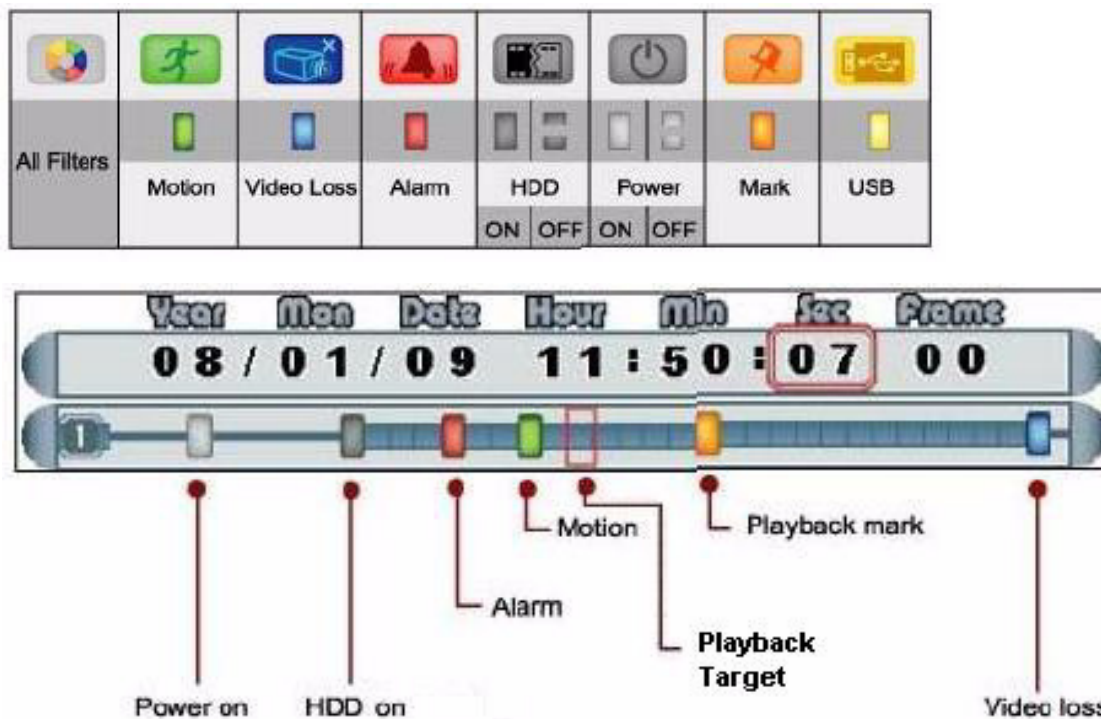 All Filters
Motion
Video Loss
Alarm
HDD
Power
Mark
USB
ON OFF ON OFF
Year Mon Date Hour Min Sec Frame
08/01/09 11:50:07 00
1
Motion
Playback mark
Alarm
Playback
Target
Power on
HDD on
Video loss